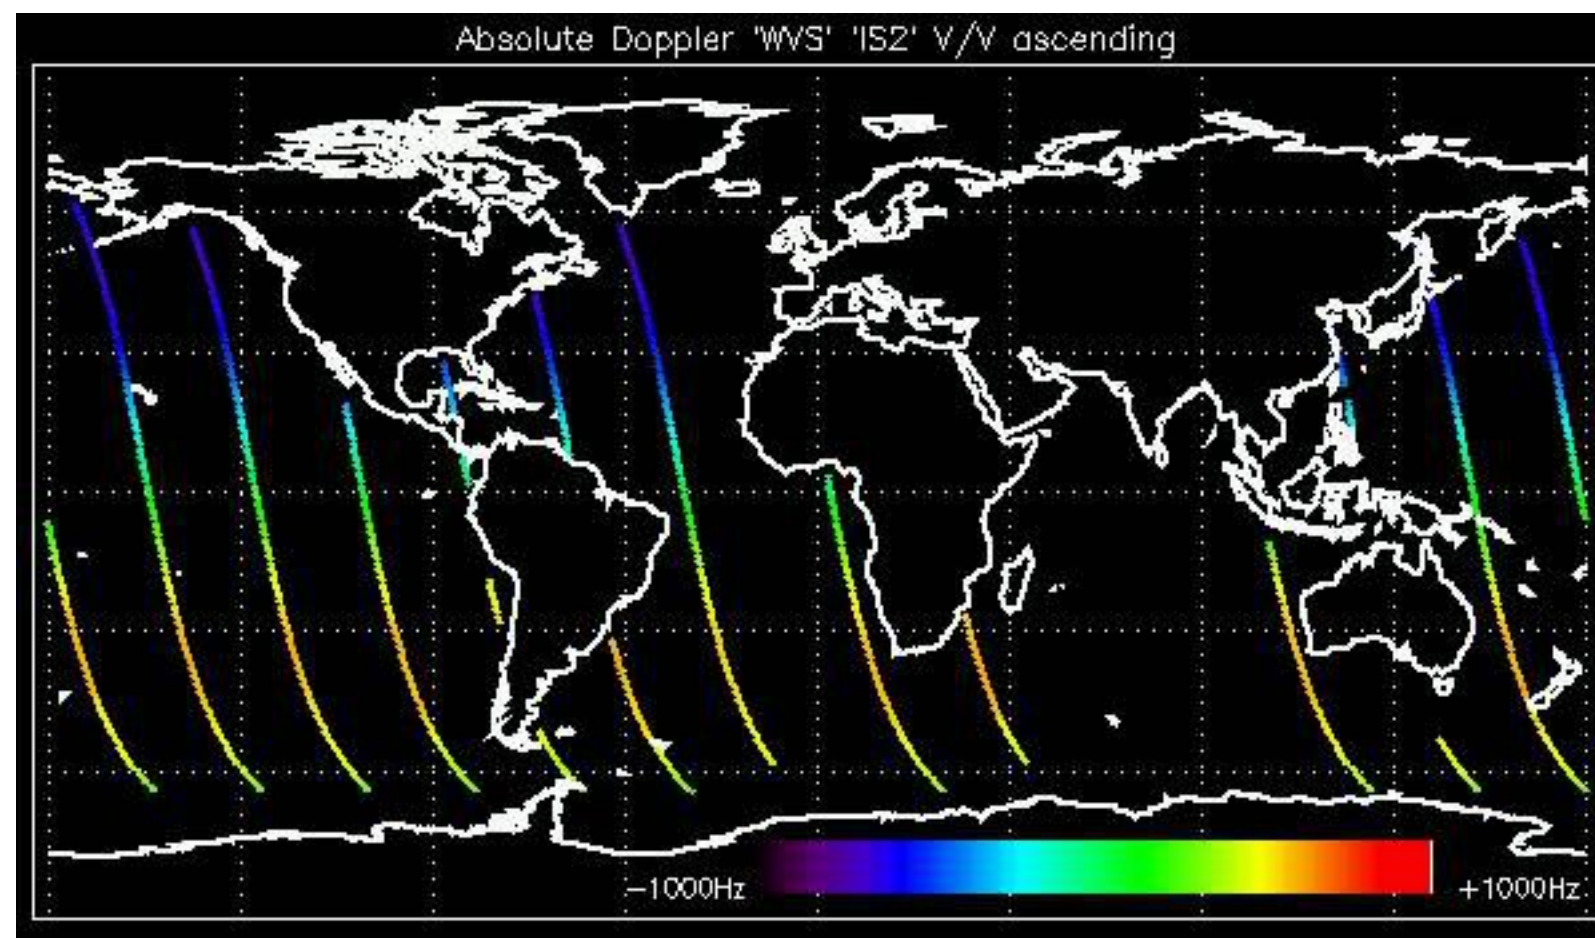 Absolute Doppler 'WVS' 'IS2' V/V ascending
−1000Hz
+1000Hz